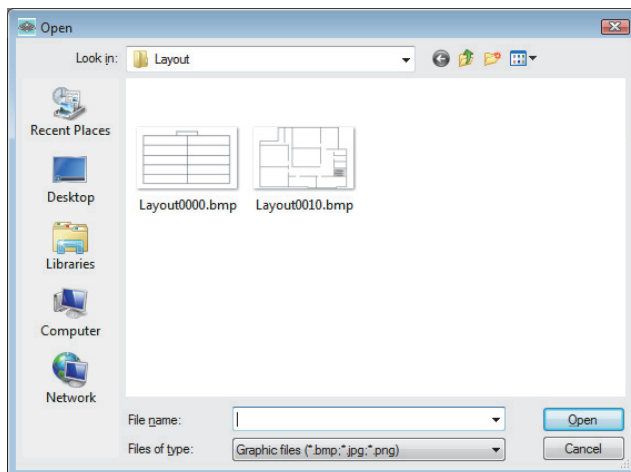 Open
Look in:
Layout
Recent Places
Desktop
Libraries
Computer
Network
Layout0000.bmp
Layout0010.bmp
File name:
Open
Files of type:
Graphic files (*.bmp;*.jpg;*.png)
Cancel